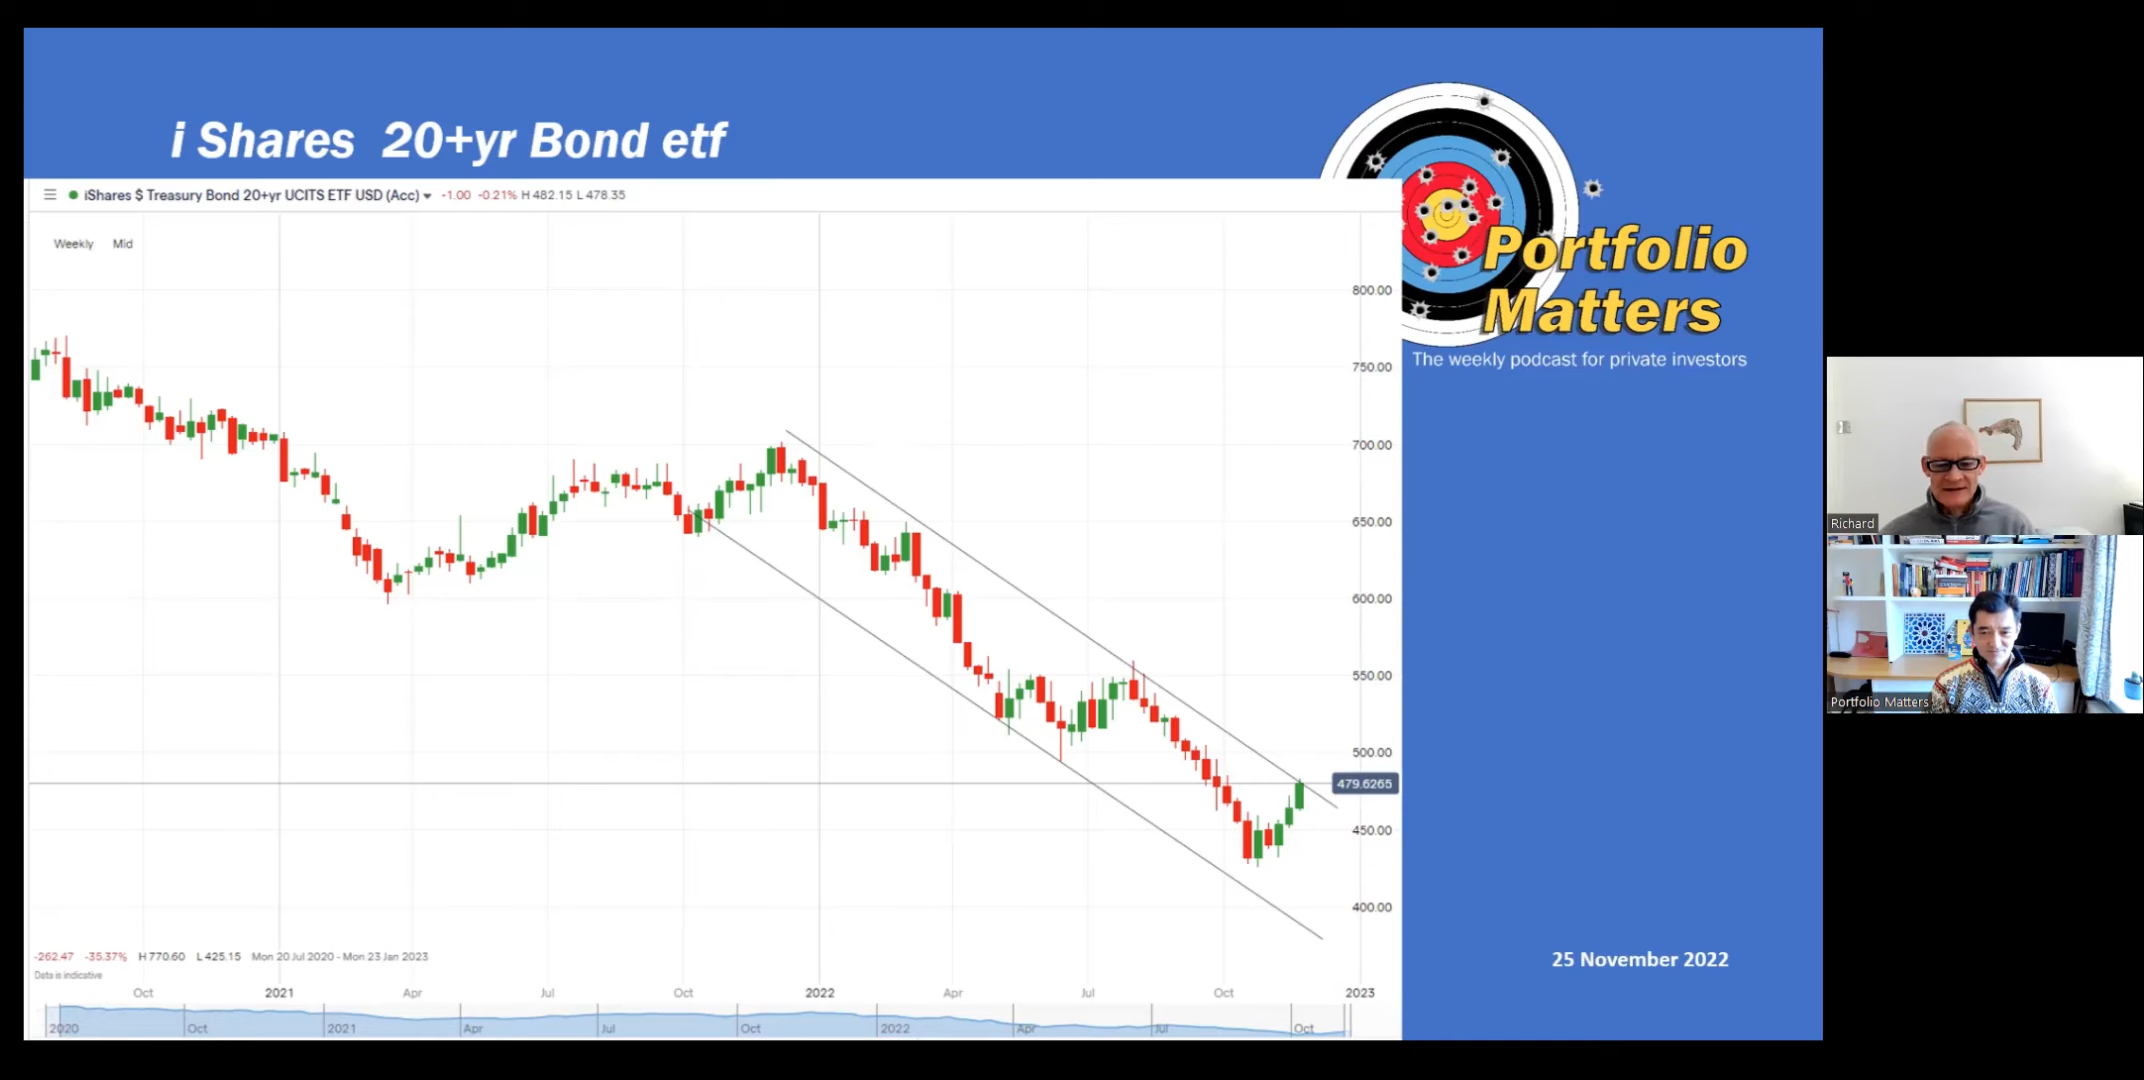 i Shares 20+yr Bond etf
iShares $ Treasury Bond 20+yr UCITS ETF USD (Acc) -1.00 -0.21% H 482.15 L 478.35
Weekly Mid
800.00
750.00
700.00
650.00
600.00
550.00
500.00
479.6265
450.00
400.00
-262.47 -35.37% H 770.60 L 425.15 Mon 20 Jul 2020 - Mon 23 Jan 2023
Data is indicative
Oct 2021 Apr Jul Oct 2022 Apr Jul Oct 2023
2020 Oct 2021 Apr Jul Oct 2022 Apr Jul Oct
Portfolio
Matters
The weekly podcast for private investors
25 November 2022
Richard
Portfolio Matters